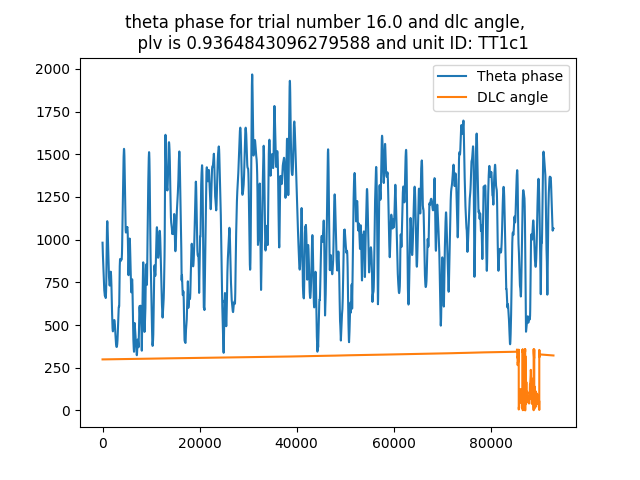 theta phase for trial number 16.0 and dlc angle,
plv is 0.9364843096279588 and unit ID: TT1c1
Theta phase
DLC angle
2000
1750
1500
1250
1000
750
500
250
0
0 20000 40000 60000 80000